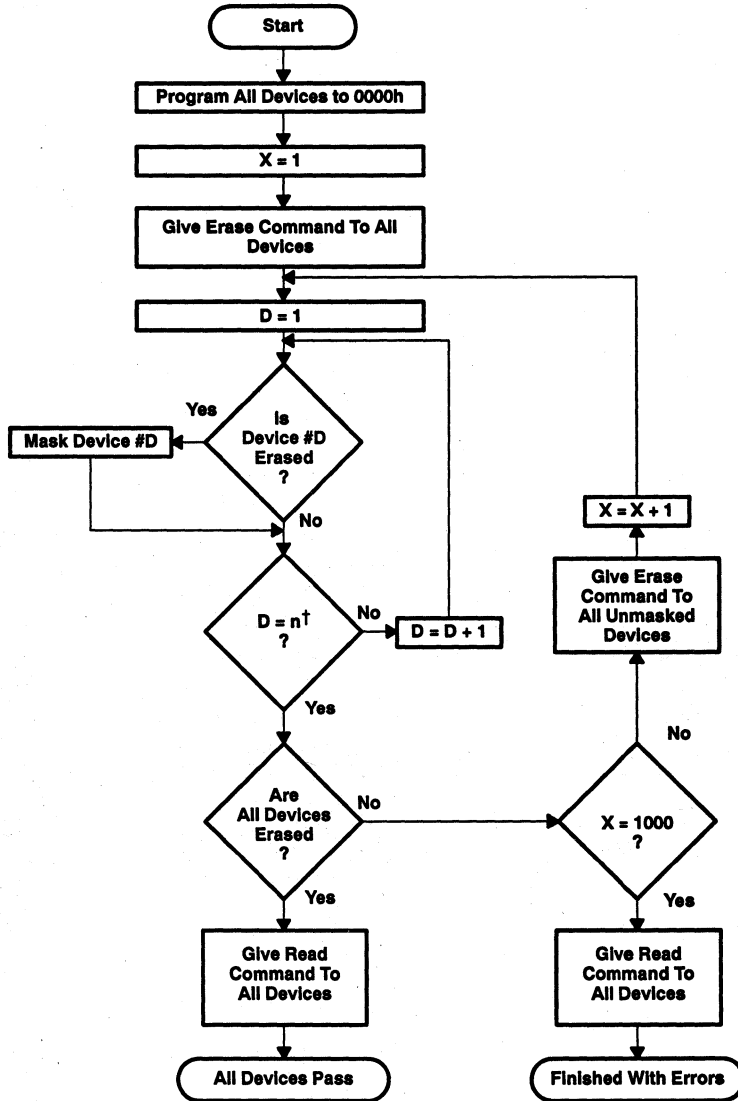 Start
Program All Devices to 0000h
X = 1
Give Erase Command To All
Devices
D = 1
Yes
Is
Device #D
Erased
?
Mask Device #D
No
X = X + 1
Give Erase
Command To
All Unmasked
Devices
D = n†
?
No
D = D + 1
Yes
No
Are
All Devices
Erased
?
No
X = 1000
?
Yes
Yes
Give Read
Command To
All Devices
Give Read
Command To
All Devices
All Devices Pass
Finished With Errors